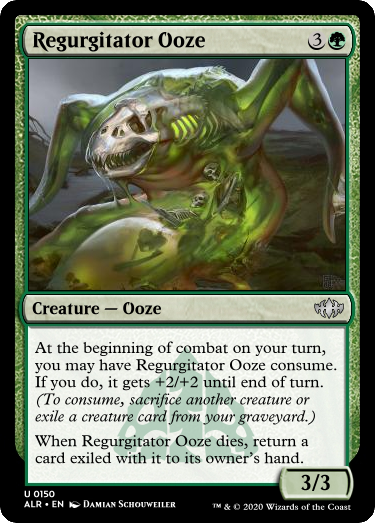 Regurgitator Ooze 3
Creature — Ooze
At the beginning of combat on your turn,
you may have Regurgitator Ooze consume.
If you do, it gets +2/+2 until end of turn.
(To consume, sacrifice another creature or
exile a creature card from your graveyard.)
When Regurgitator Ooze dies, return a
card exiled with it to its owner's hand.
3/3
U 0150
ALR • EN Damian Schouweiler ™ & © 2020 Wizards of the Coast